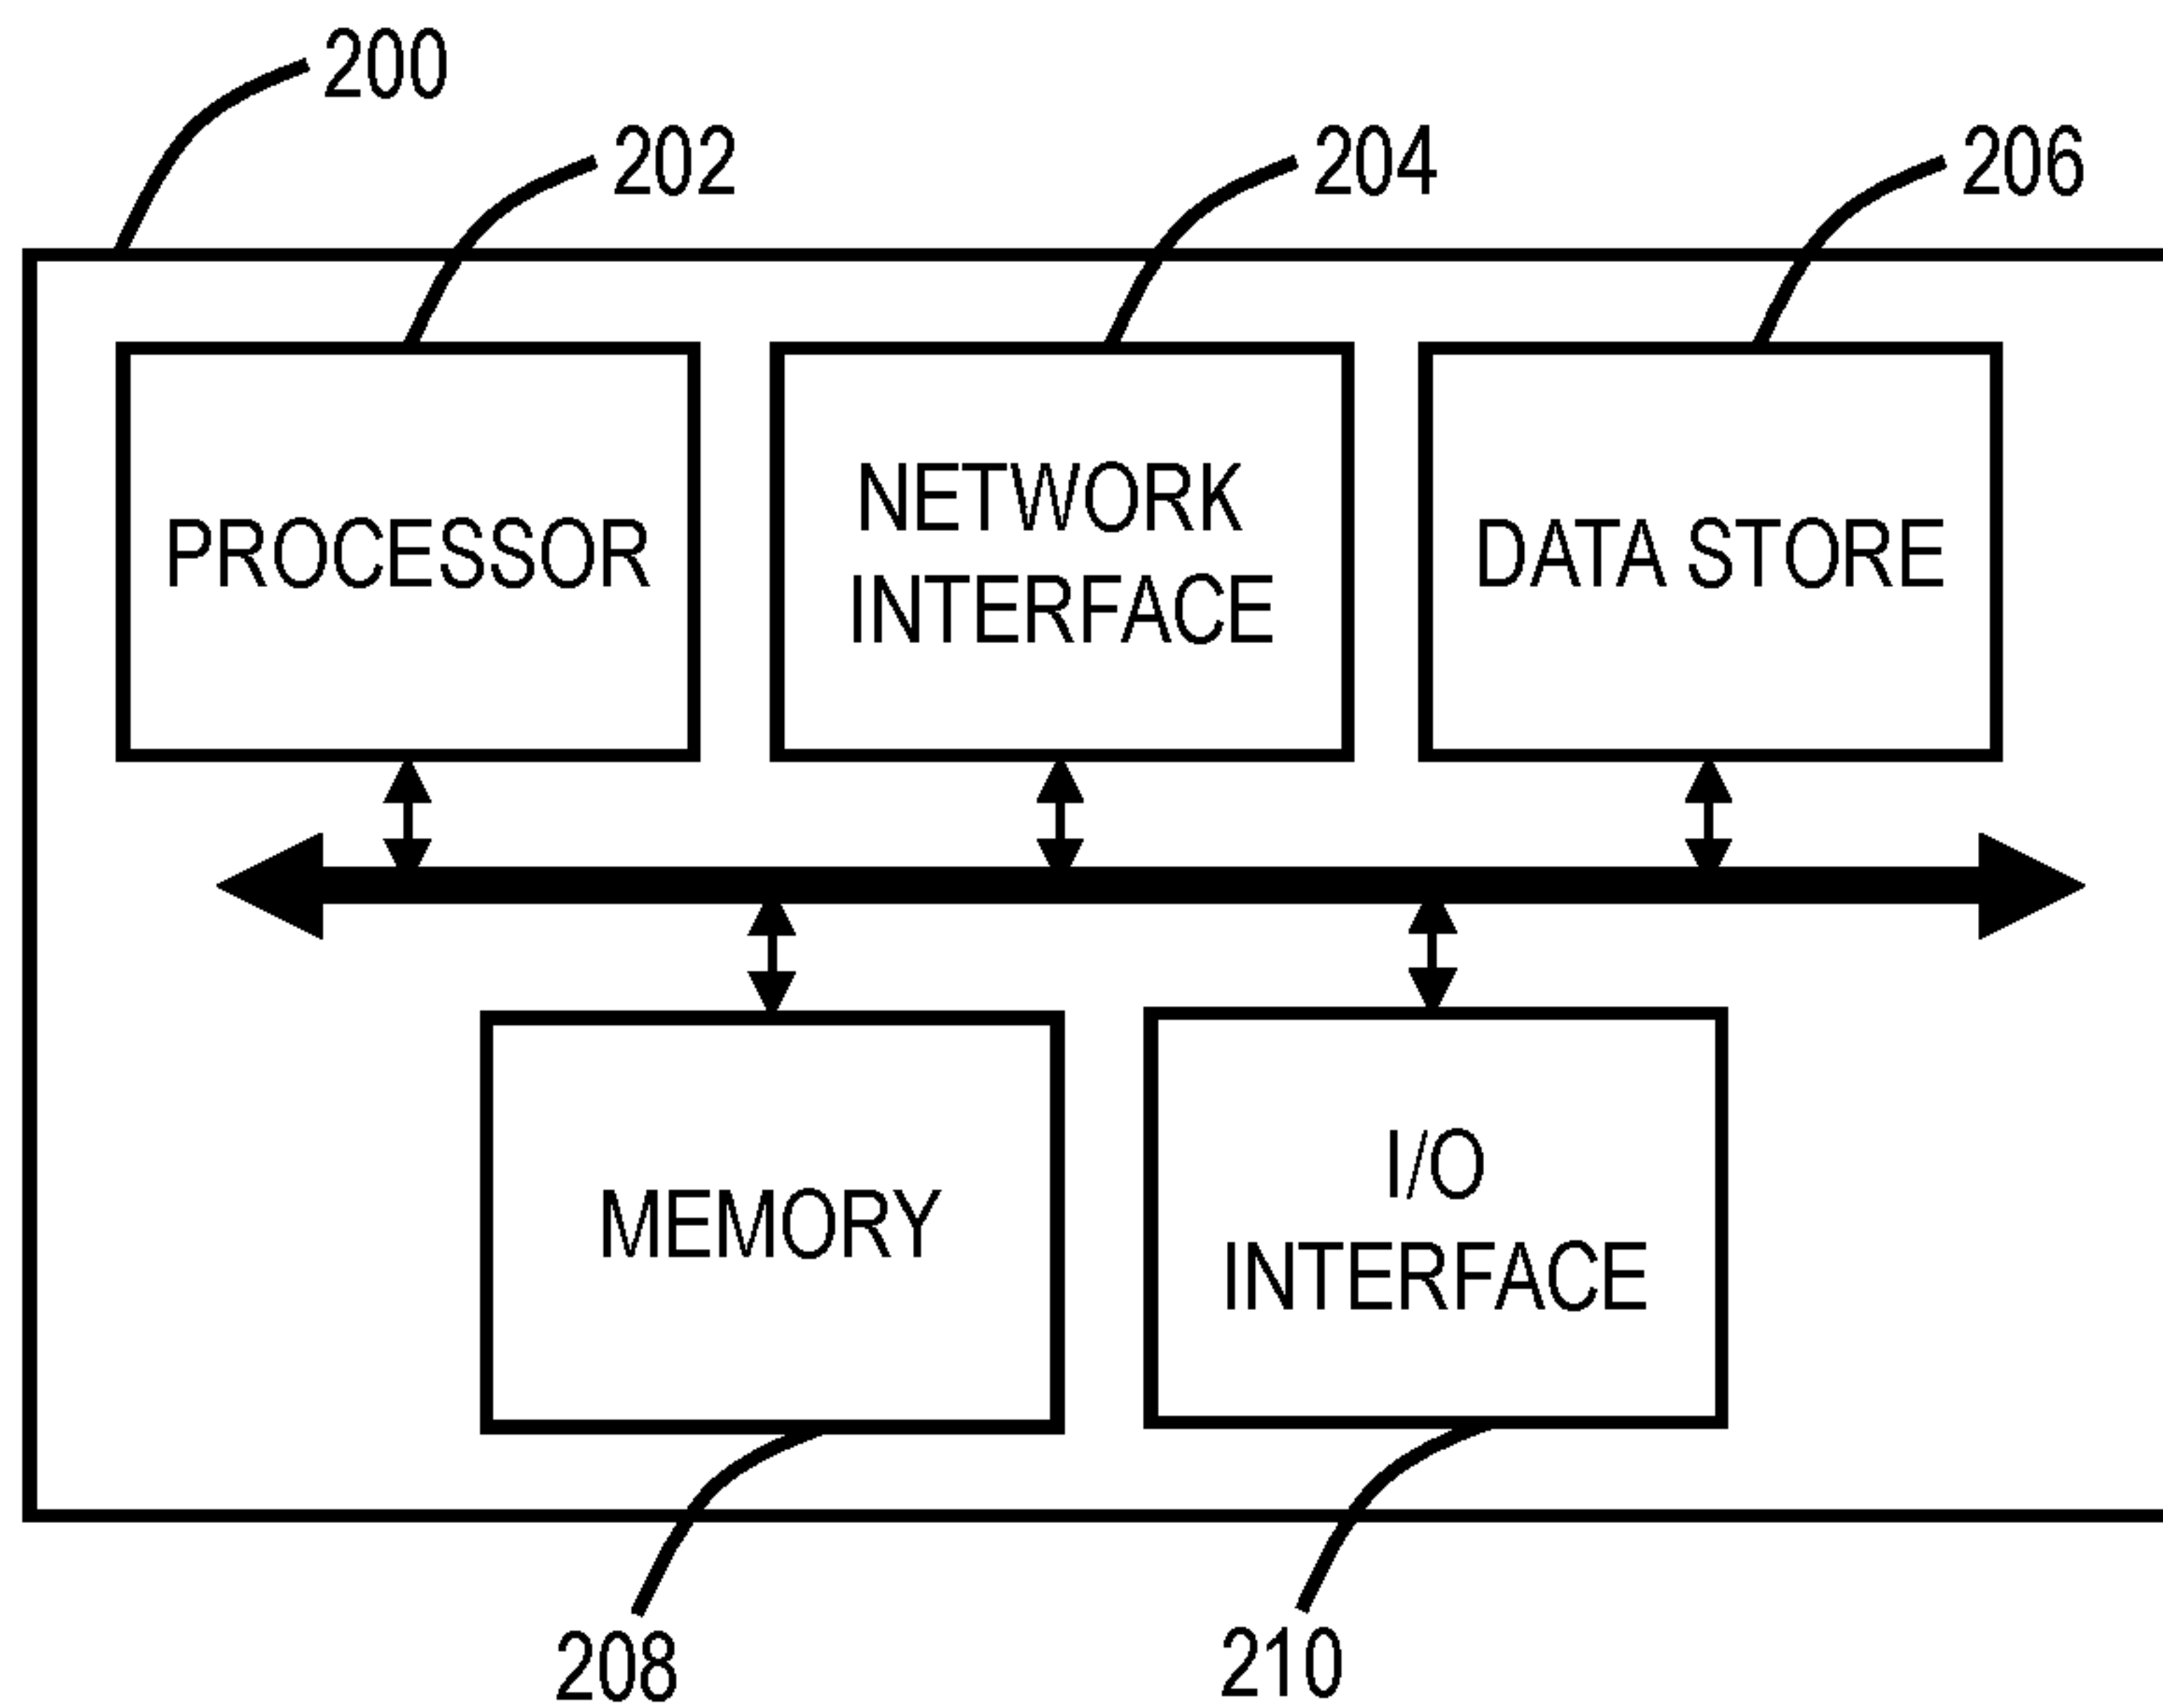 200
202
204
206
PROCESSOR
NETWORK
INTERFACE
DATA STORE
MEMORY
I/O
INTERFACE
208
210